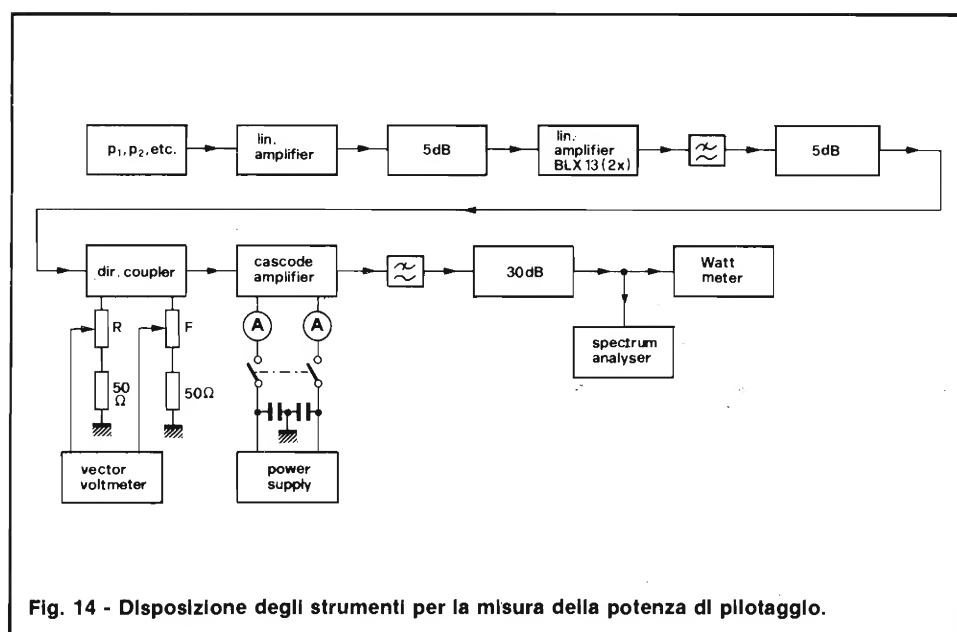 p₁, p₂, etc.
lin.
amplifier
5dB
lin.
amplifier
BLX 13 (2x)
5dB
dir. coupler
cascode
amplifier
30dB
Watt
meter
R
F
A
A
spectrum
analyser
50
Ω
50Ω
vector
voltmeter
power
supply
Fig. 14 - Disposizione degli strumenti per la misura della potenza di pilotaggio.